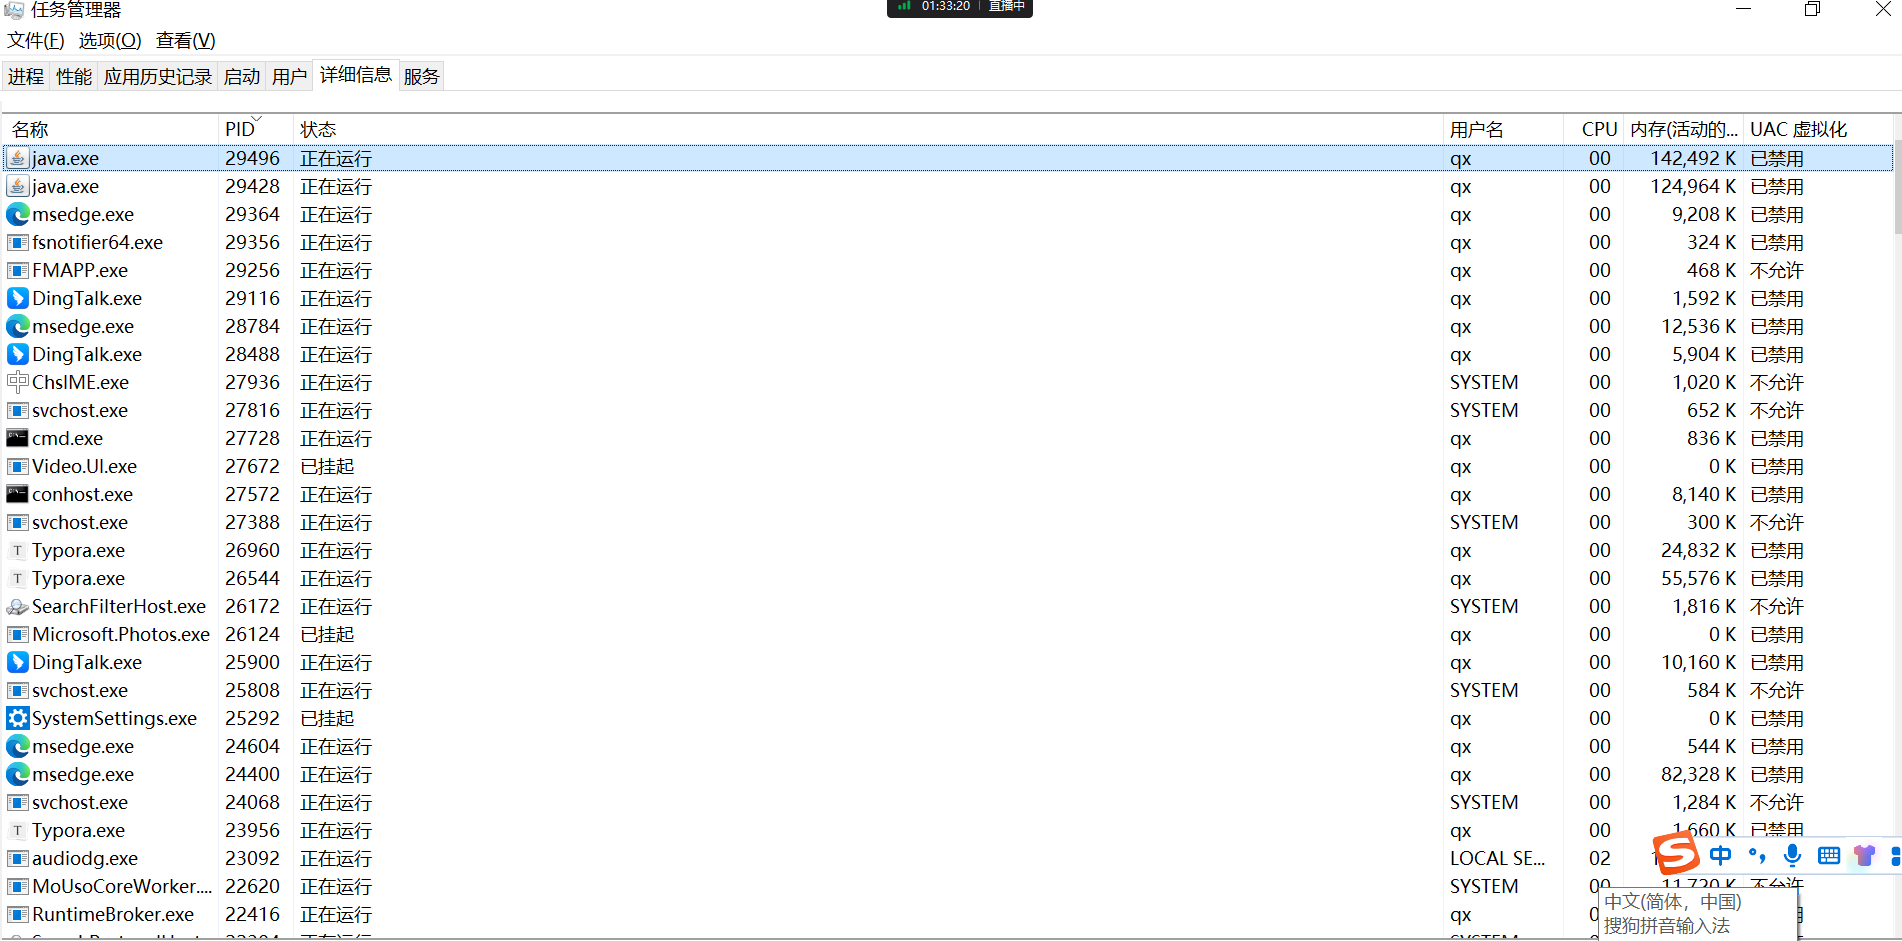 任务管理器
01:33:20 直播中
文件(F) 选项(O) 查看(V)
进程 性能 应用历史记录 启动 用户 详细信息 服务
名称 PID 状态 用户名 CPU 内存(活动的... UAC 虚拟化
java.exe 29496 正在运行 qx 00 142,492 K 已禁用
java.exe 29428 正在运行 qx 00 124,964 K 已禁用
msedge.exe 29364 正在运行 qx 00 9,208 K 已禁用
fsnotifier64.exe 29356 正在运行 qx 00 324 K 已禁用
FMAPP.exe 29256 正在运行 qx 00 468 K 不允许
DingTalk.exe 29116 正在运行 qx 00 1,592 K 已禁用
msedge.exe 28784 正在运行 qx 00 12,536 K 已禁用
DingTalk.exe 28488 正在运行 qx 00 5,904 K 已禁用
ChsIME.exe 27936 正在运行 SYSTEM 00 1,020 K 不允许
svchost.exe 27816 正在运行 SYSTEM 00 652 K 不允许
cmd.exe 27728 正在运行 qx 00 836 K 已禁用
Video.UI.exe 27672 已挂起 qx 00 0 K 已禁用
conhost.exe 27572 正在运行 qx 00 8,140 K 已禁用
svchost.exe 27388 正在运行 SYSTEM 00 300 K 不允许
Typora.exe 26960 正在运行 qx 00 24,832 K 已禁用
Typora.exe 26544 正在运行 qx 00 55,576 K 已禁用
SearchFilterHost.exe 26172 正在运行 SYSTEM 00 1,816 K 不允许
Microsoft.Photos.exe 26124 已挂起 qx 00 0 K 已禁用
DingTalk.exe 25900 正在运行 qx 00 10,160 K 已禁用
svchost.exe 25808 正在运行 SYSTEM 00 584 K 不允许
SystemSettings.exe 25292 已挂起 qx 00 0 K 已禁用
msedge.exe 24604 正在运行 qx 00 544 K 已禁用
msedge.exe 24400 正在运行 qx 00 82,328 K 已禁用
svchost.exe 24068 正在运行 SYSTEM 00 1,284 K 不允许
Typora.exe 23956 正在运行 qx 00 1,660 K 已禁用
audiodg.exe 23092 正在运行 LOCAL SE... 02
中
MoUsoCoreWorker.... 22620 正在运行 SYSTEM 00 11,720 K 不允许
RuntimeBroker.exe 22416 正在运行 qx
中文(简体，中国)
搜狗拼音输入法